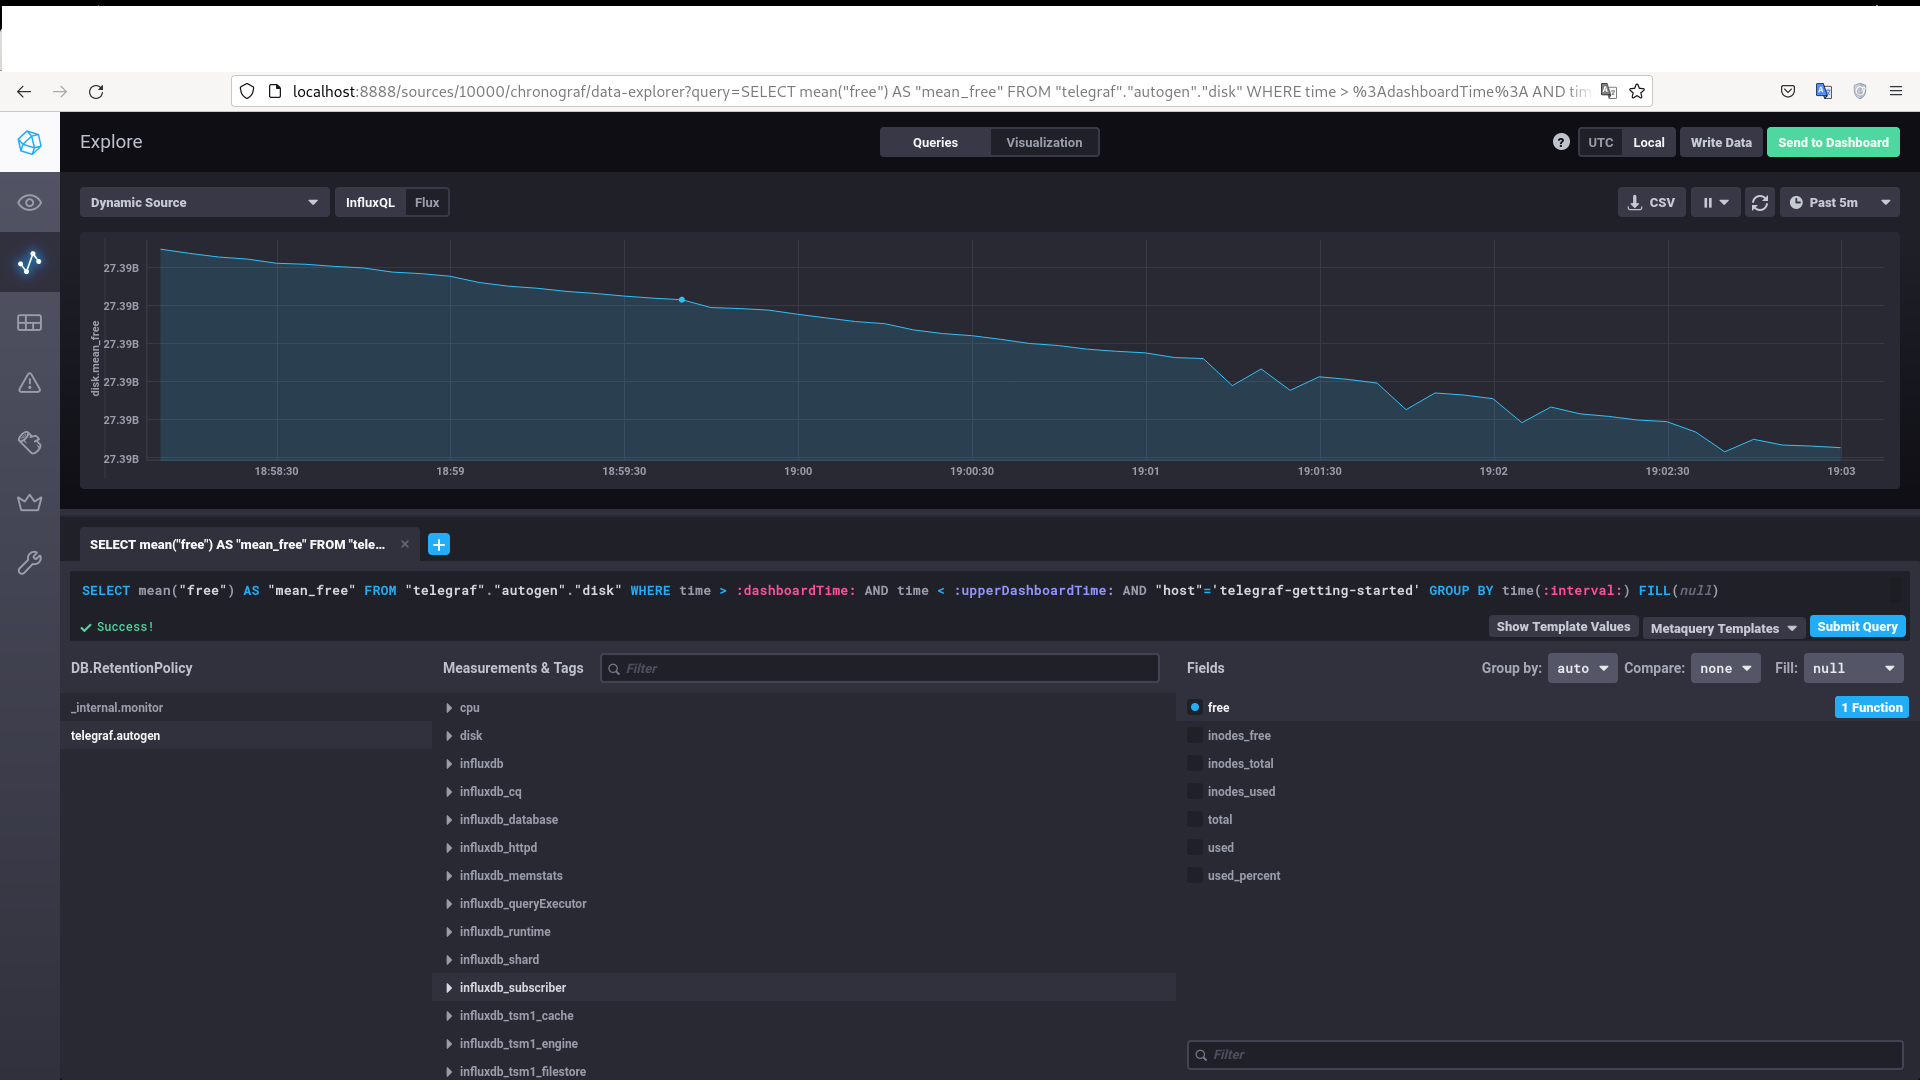 localhost:8888/sources/10000/chronograf/data-explorer?query=SELECT mean("free") AS "mean_free" FROM "telegraf"."autogen"."disk" WHERE time > %3AdashboardTime%3A AND tim
Explore
Queries
Visualization
?
UTC
Local
Write Data
Send to Dashboard
Dynamic Source
InfluxQL
Flux
CSV
Past 5m
disk.mean_free
27.39B
27.39B
27.39B
27.39B
27.39B
27.39B
18:58:30
18:59
18:59:30
19:00
19:00:30
19:01
19:01:30
19:02
19:02:30
19:03
SELECT mean("free") AS "mean_free" FROM "tele...
SELECT mean("free") AS "mean_free" FROM "telegraf"."autogen"."disk" WHERE time > :dashboardTime: AND time < :upperDashboardTime: AND "host"='telegraf-getting-started' GROUP BY time(:interval:) FILL(null)
Success!
Show Template Values
Metaquery Templates
Submit Query
DB.RetentionPolicy
Measurements & Tags
Filter
Fields
Group by:
auto
Compare:
none
Fill:
null
_internal.monitor
telegraf.autogen
cpu
disk
influxdb
influxdb_cq
influxdb_database
influxdb_httpd
influxdb_memstats
influxdb_queryExecutor
influxdb_runtime
influxdb_shard
influxdb_subscriber
influxdb_tsm1_cache
influxdb_tsm1_engine
influxdb_tsm1_filestore
free
1 Function
inodes_free
inodes_total
inodes_used
total
used
used_percent
Filter